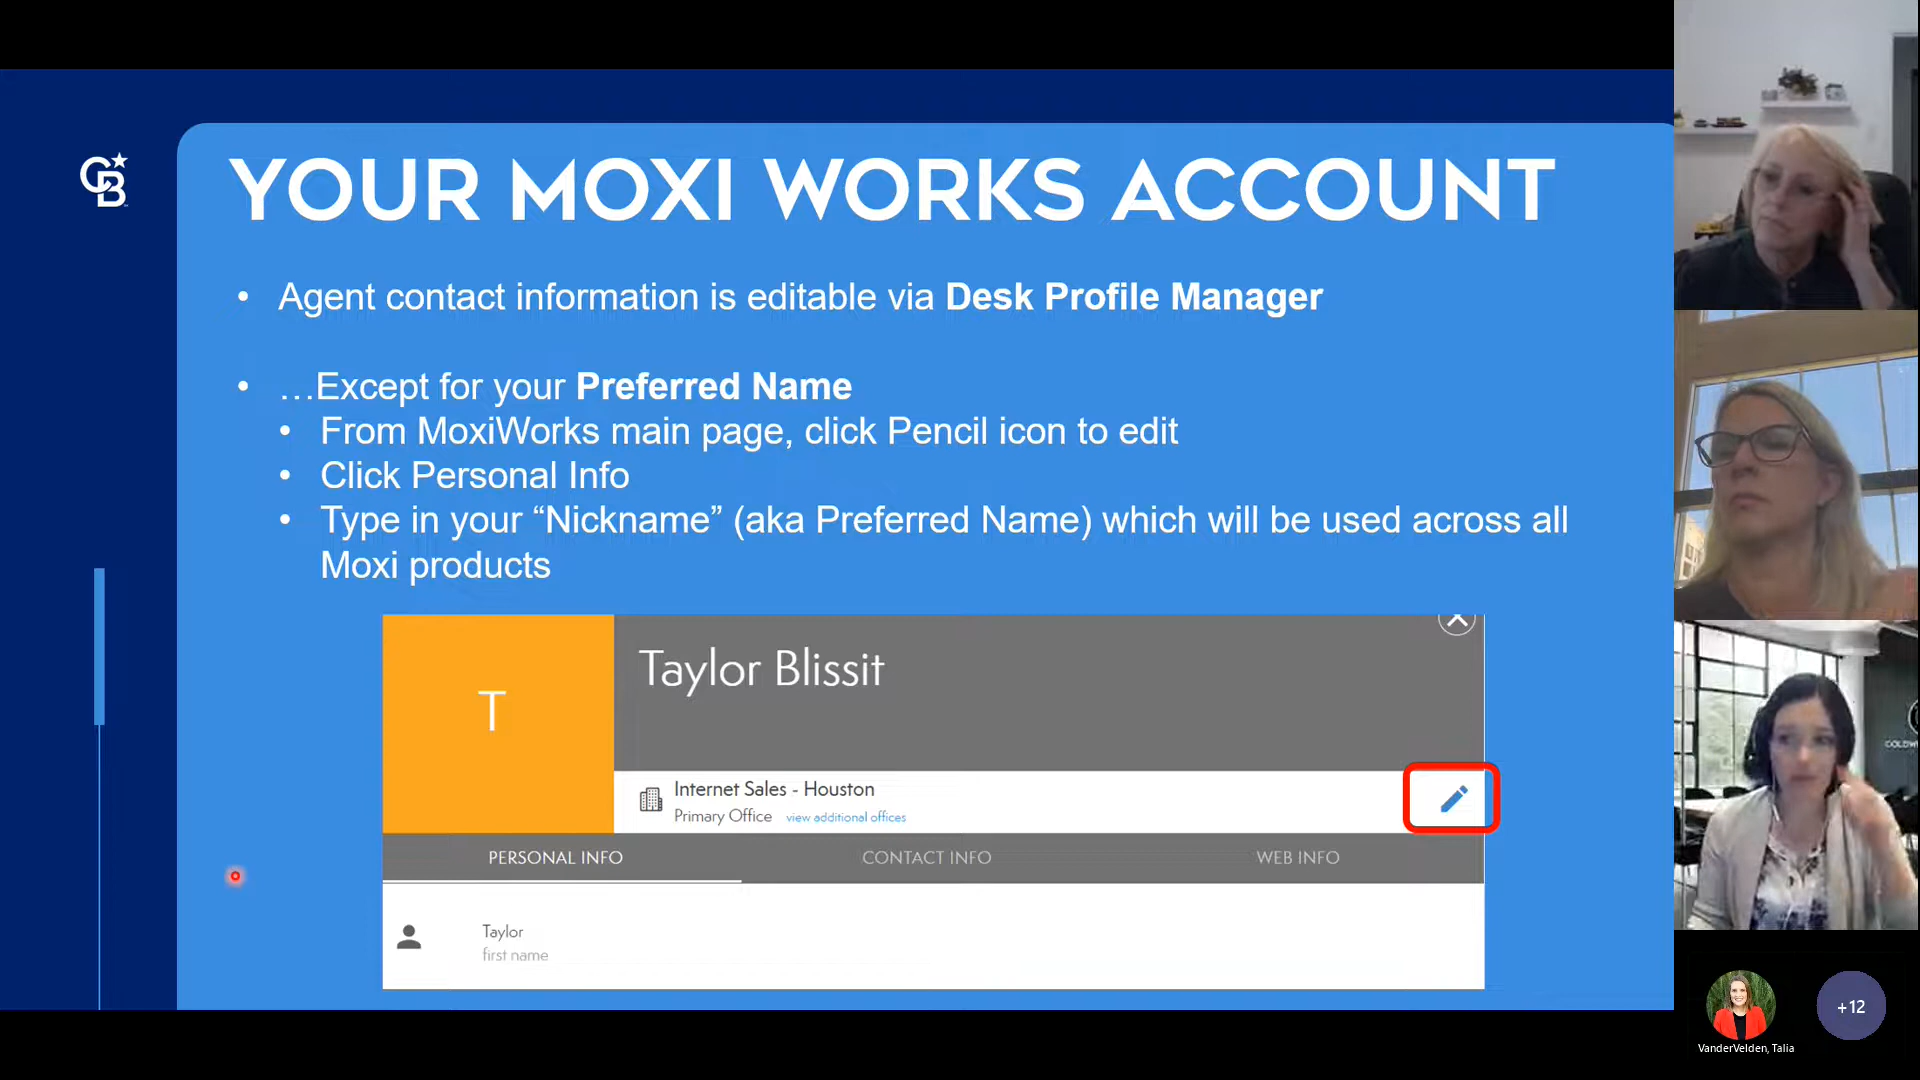 CB
YOUR MOXI WORKS ACCOUNT
• Agent contact information is editable via Desk Profile Manager
• …Except for your Preferred Name
• From MoxiWorks main page, click Pencil icon to edit
• Click Personal Info
• Type in your “Nickname” (aka Preferred Name) which will be used across all
Moxi products
T
Taylor Blissit
Internet Sales - Houston
Primary Office view additional offices
PERSONAL INFO CONTACT INFO WEB INFO
Taylor
first name
VanderVelden, Talia
+12